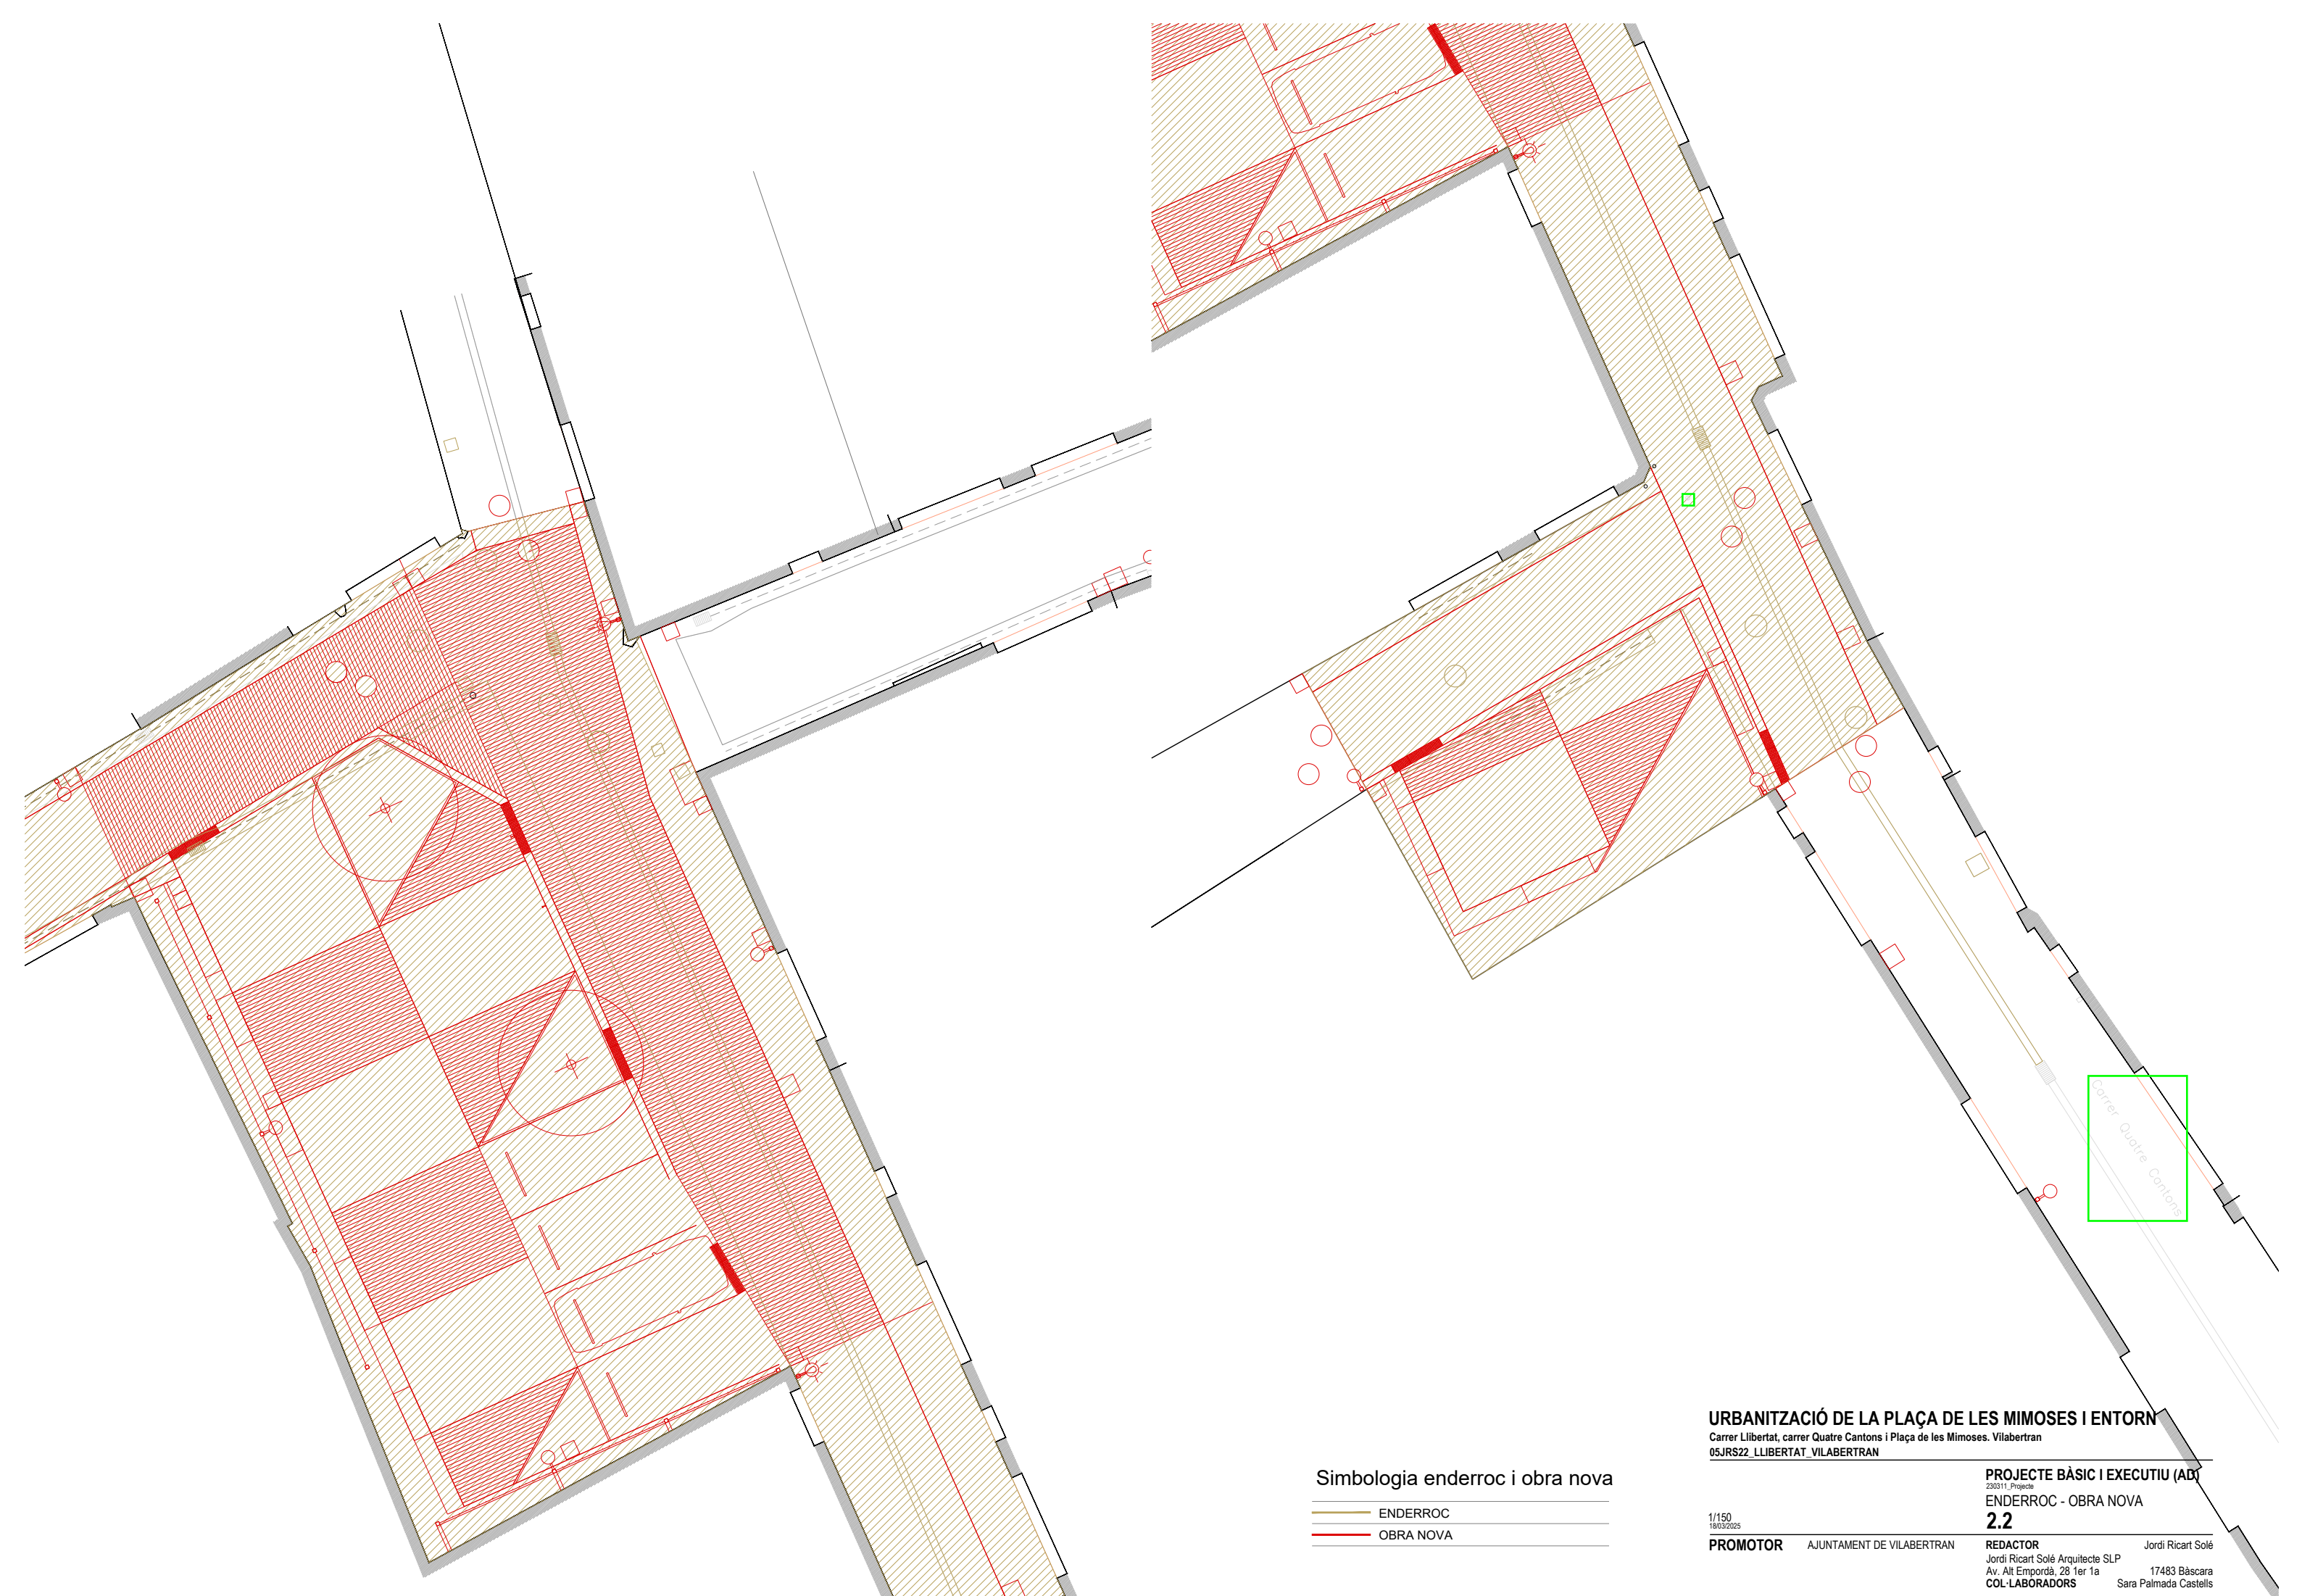 Carrer Quatre Cantons
Simbologia enderroc i obra nova
ENDERROC
OBRA NOVA
URBANITZACIÓ DE LA PLAÇA DE LES MIMOSES I ENTORN
Carrer Llibertat, carrer Quatre Cantons i Plaça de les Mimoses. Vilabertran
05JRS22_LLIBERTAT_VILABERTRAN
PROJECTE BÀSIC I EXECUTIU (AD)
230311_Projecte
ENDERROC - OBRA NOVA
1/150
18/03/2025
2.2
PROMOTOR AJUNTAMENT DE VILABERTRAN
REDACTOR Jordi Ricart Solé
Jordi Ricart Solé Arquitecte SLP
Av. Alt Empordà, 28 1er 1a 17483 Bàscara
COL·LABORADORS Sara Palmada Castells